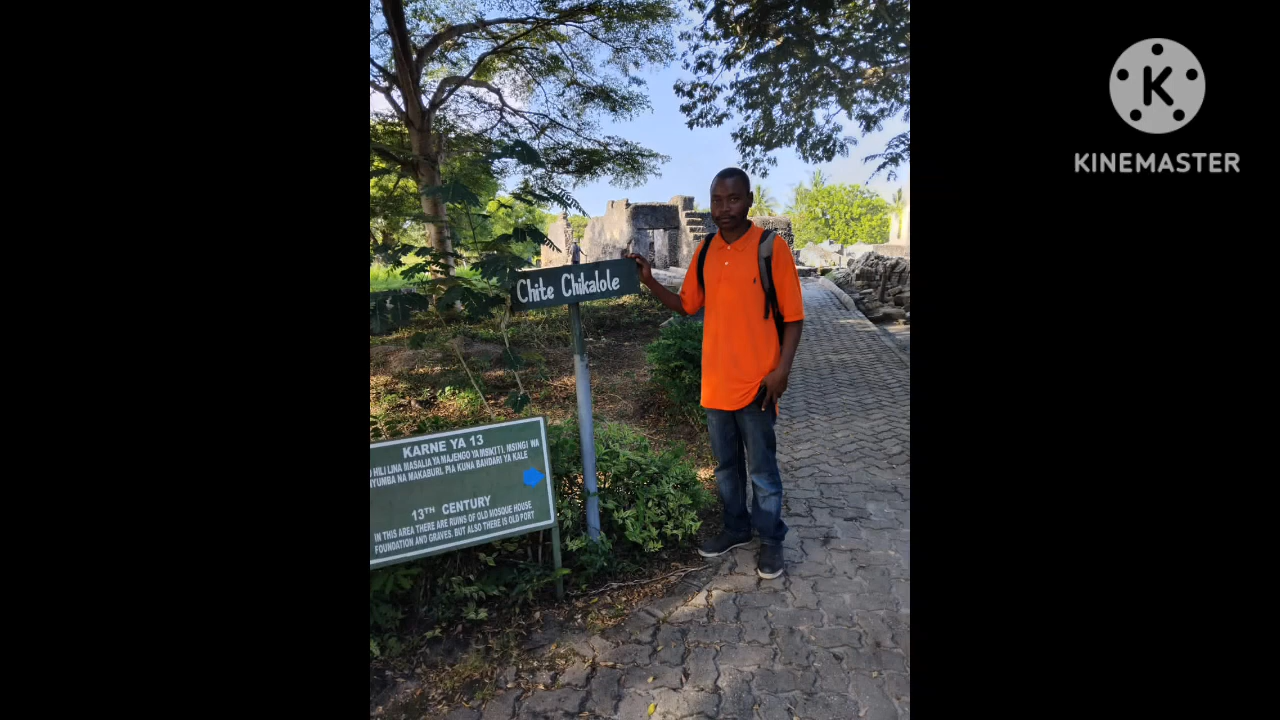 KINEMASTER
Chite Chikalole
KARNE YA 13
HILI LINA MASALIA YA MAJENGO YA MSIKITI, MSINGI WA
NYUMBA NA MAKABURI. PIA KUNA BANDARI YA KALE
13TH CENTURY
IN THIS AREA THERE ARE RUINS OF OLD MOSQUE HOUSE
FOUNDATION AND GRAVES. BUT ALSO THERE IS OLD PORT